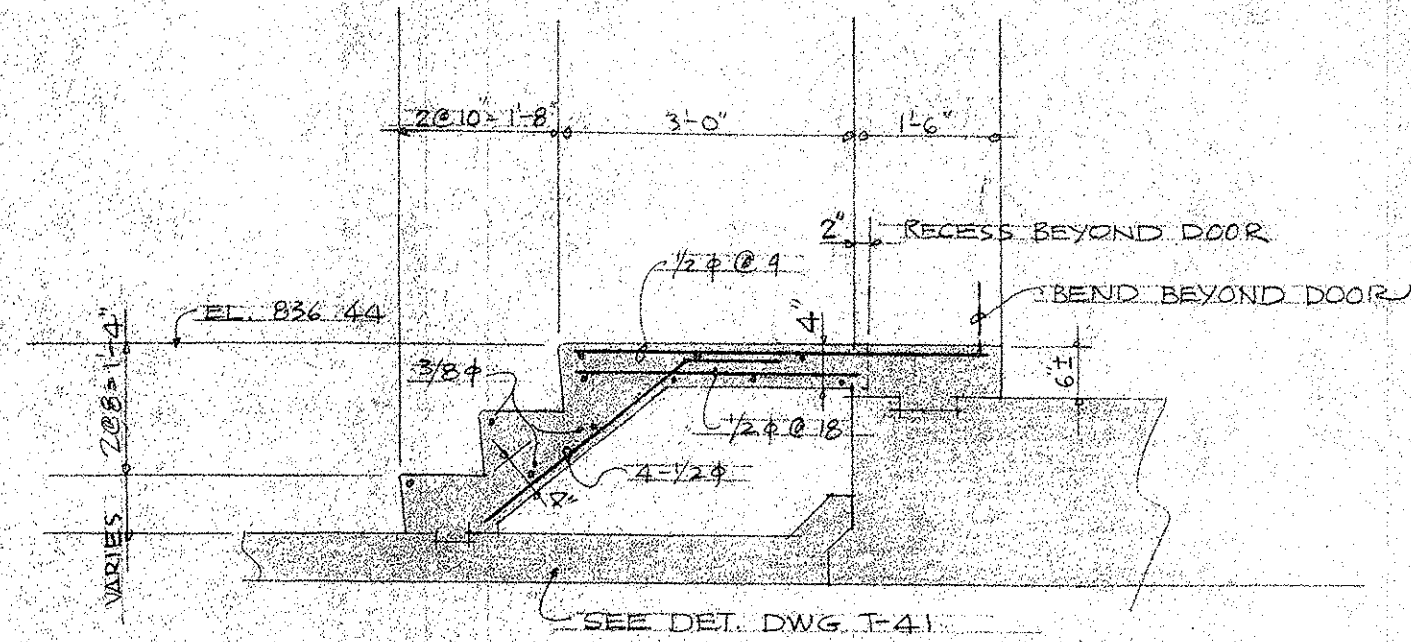 2@10"=1'-8"
3'-0"
1'-6"
2"
RECESS BEYOND DOOR
1/2 φ @ 9
BEND BEYOND DOOR
EL. 836.44
4"
6"±
3/8 φ
2@8=1'-4"
1/2 φ @ 18
4-1/2 φ
VARIES
SEE DET. DWG T-41